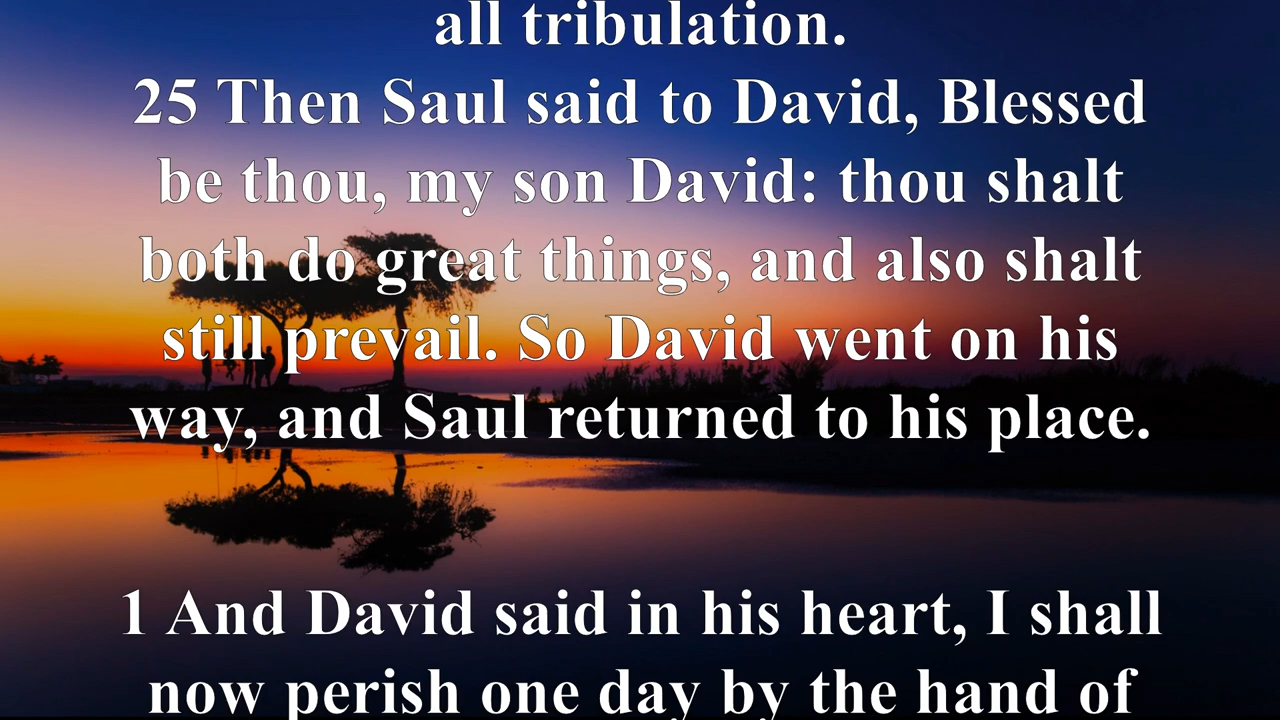 all tribulation.
25 Then Saul said to David, Blessed
be thou, my son David: thou shalt
both do great things, and also shalt
still prevail. So David went on his
way, and Saul returned to his place.
1 And David said in his heart, I shall
now perish one day by the hand of